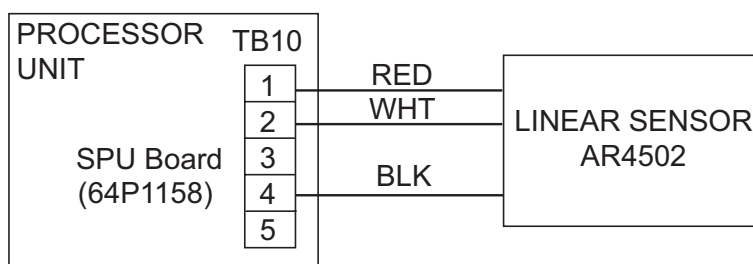 PROCESSOR UNIT
TB10
1
2
3
4
5
SPU Board
(64P1158)
RED
WHT
BLK
LINEAR SENSOR
AR4502